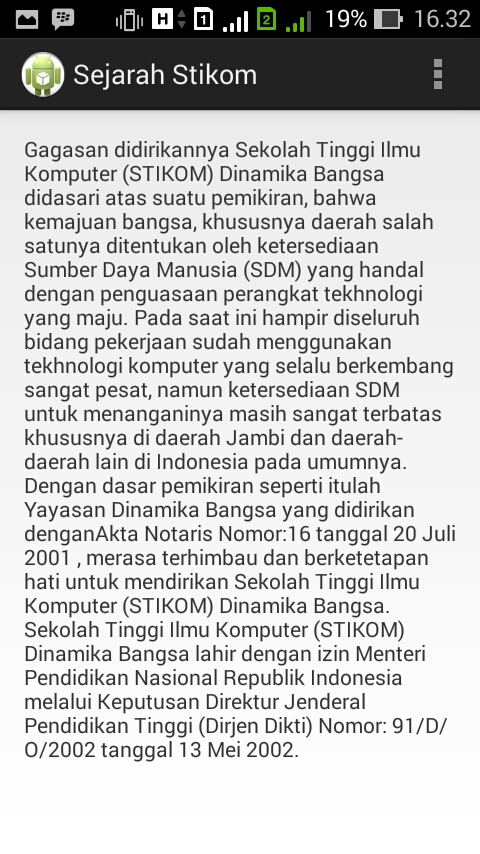 H 1 2 19% 16.32
Sejarah Stikom
Gagasan didirikannya Sekolah Tinggi Ilmu
Komputer (STIKOM) Dinamika Bangsa
didasari atas suatu pemikiran, bahwa
kemajuan bangsa, khususnya daerah salah
satunya ditentukan oleh ketersediaan
Sumber Daya Manusia (SDM) yang handal
dengan penguasaan perangkat tekhnologi
yang maju. Pada saat ini hampir diseluruh
bidang pekerjaan sudah menggunakan
tekhnologi komputer yang selalu berkembang
sangat pesat, namun ketersediaan SDM
untuk menanganinya masih sangat terbatas
khususnya di daerah Jambi dan daerah-
daerah lain di Indonesia pada umumnya.
Dengan dasar pemikiran seperti itulah
Yayasan Dinamika Bangsa yang didirikan
denganAkta Notaris Nomor:16 tanggal 20 Juli
2001 , merasa terhimbau dan berketetapan
hati untuk mendirikan Sekolah Tinggi Ilmu
Komputer (STIKOM) Dinamika Bangsa.
Sekolah Tinggi Ilmu Komputer (STIKOM)
Dinamika Bangsa lahir dengan izin Menteri
Pendidikan Nasional Republik Indonesia
melalui Keputusan Direktur Jenderal
Pendidikan Tinggi (Dirjen Dikti) Nomor: 91/D/
O/2002 tanggal 13 Mei 2002.